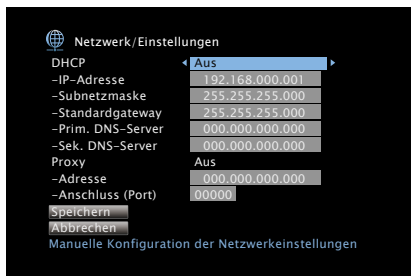 Netzwerk/Einstellungen
DHCP Aus
-IP-Adresse 192.168.000.001
-Subnetzmaske 255.255.255.000
-Standardgateway 255.255.255.000
-Prim. DNS-Server 000.000.000.000
-Sek. DNS-Server 000.000.000.000
Proxy Aus
-Adresse 000.000.000.000
-Anschluss (Port) 00000
Speichern
Abbrechen
Manuelle Konfiguration der Netzwerkeinstellungen